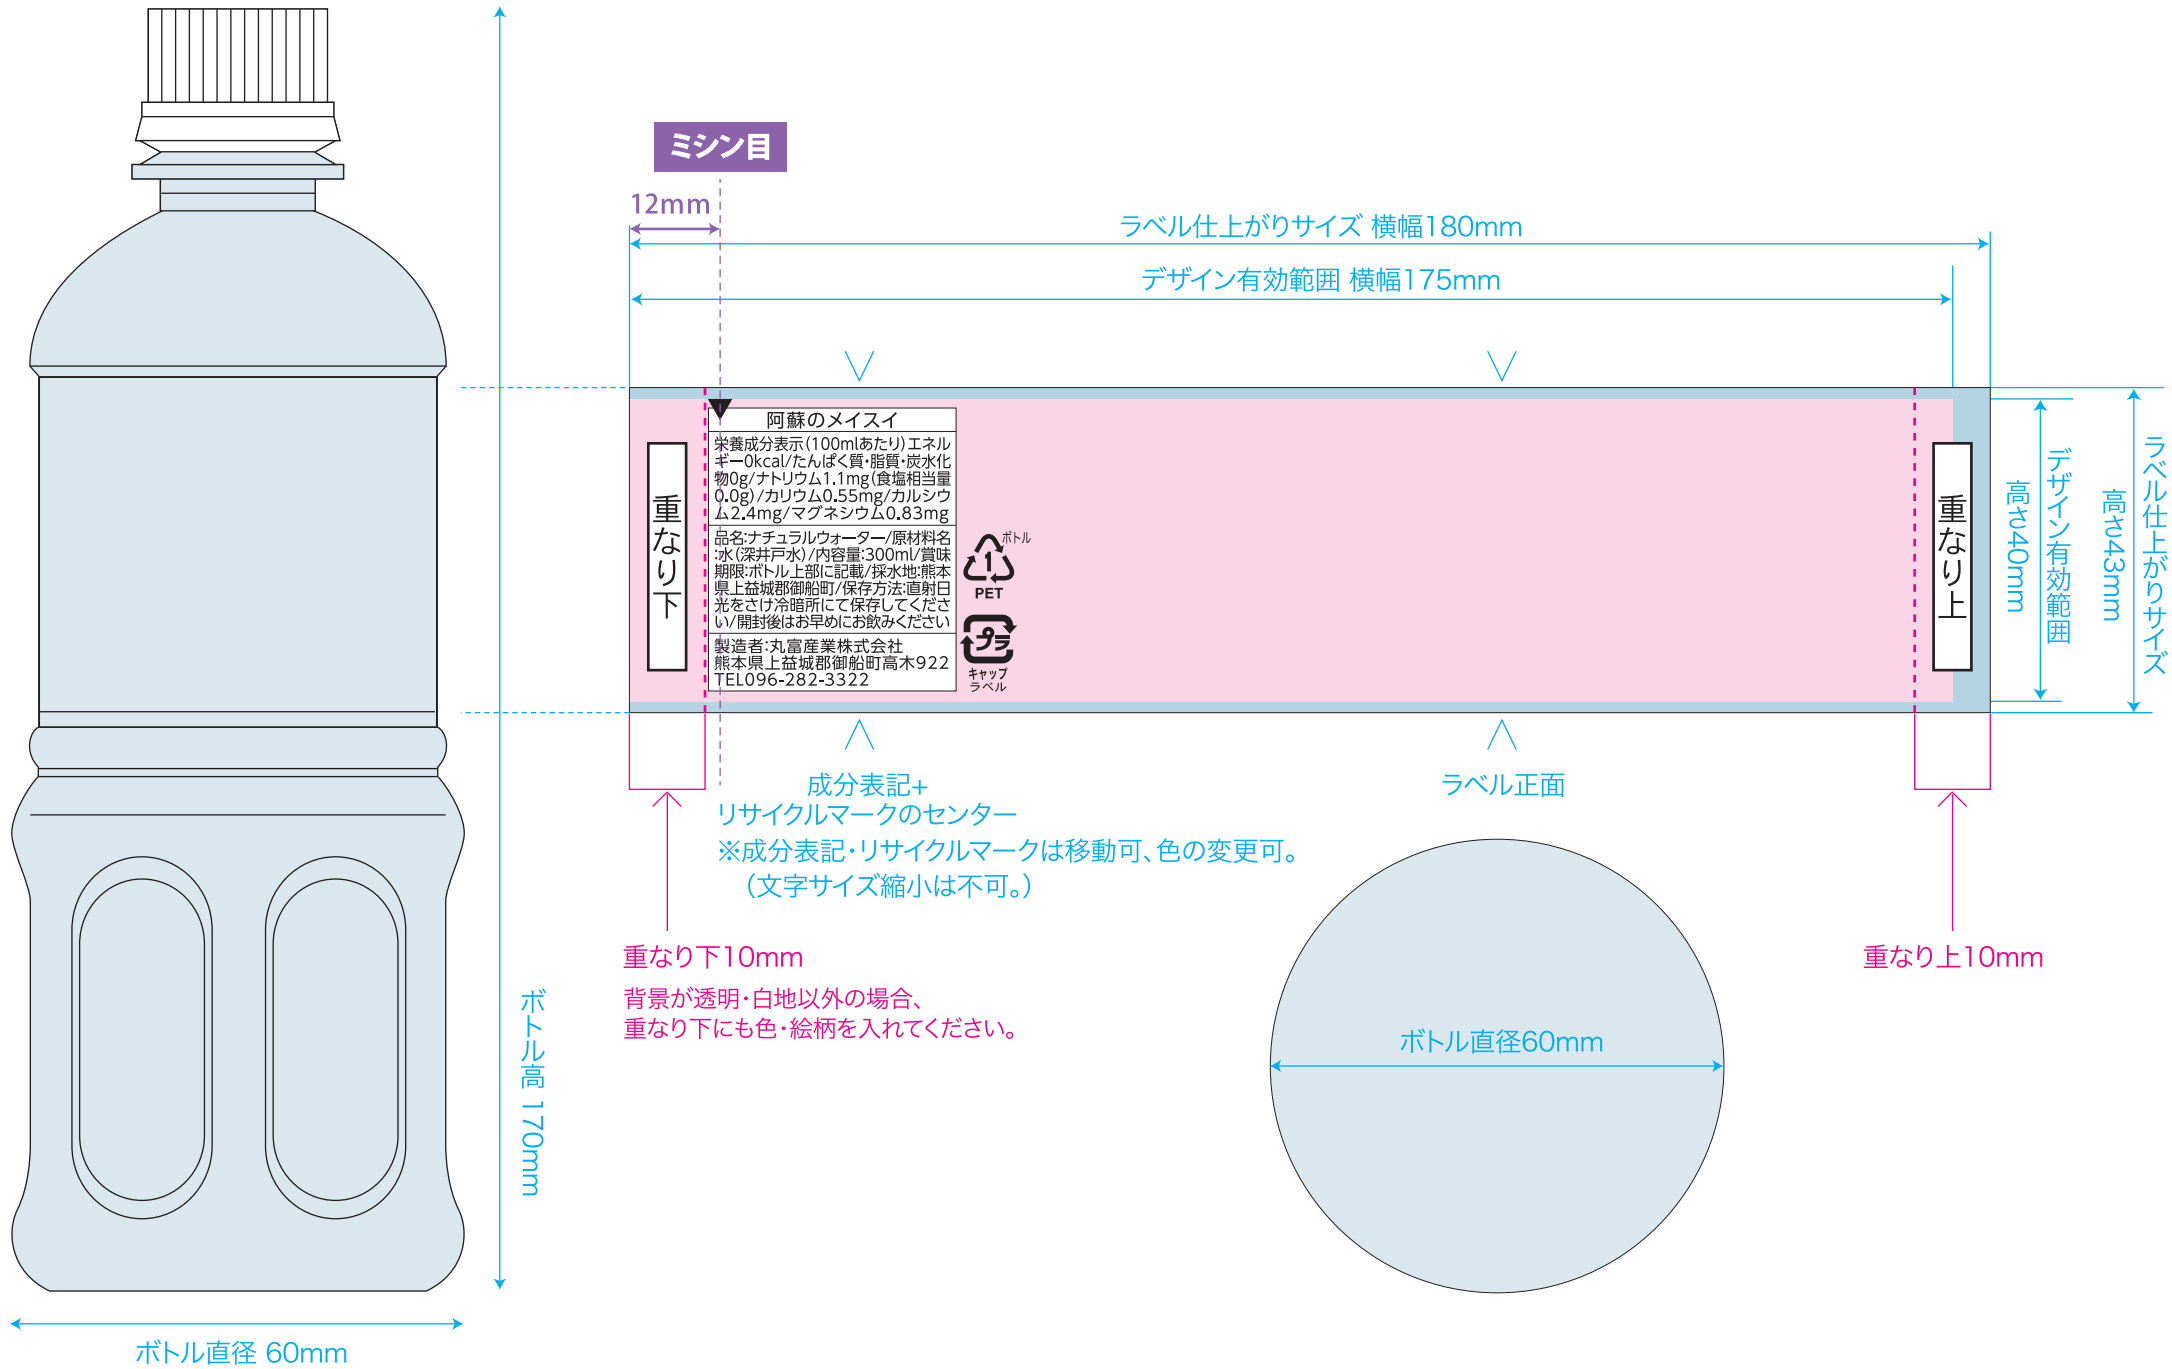 ミシン目
12mm
ラベル仕上がりサイズ 横幅180mm
デザイン有効範囲 横幅175mm
重なり下
阿蘇のメイスイ
栄養成分表示(100mlあたり)エネル
ギー0kcal/たんぱく質・脂質・炭水化
物0g/ナトリウム1.1mg(食塩相当量
0.0g)/カリウム0.55mg/カルシウ
ム2.4mg/マグネシウム0.83mg
品名:ナチュラルウォーター/原材料名
:水(深井戸水)/内容量:300ml/賞味
期限:ボトル上部に記載/採水地:熊本
県上益城郡御船町/保存方法:直射日
光をさけ冷暗所にて保存してくださ
い/開封後はお早めにお飲みください
製造者:丸富産業株式会社
熊本県上益城郡御船町高木922
TEL096-282-3322
ボトル
1
PET
プラ
キャップ
ラベル
重なり上
デザイン有効範囲
高さ40mm
ラベル仕上がりサイズ
高さ43mm
成分表記+
リサイクルマークのセンター
※成分表記・リサイクルマークは移動可、色の変更可。
(文字サイズ縮小は不可。)
ラベル正面
重なり下10mm
背景が透明・白地以外の場合、
重なり下にも色・絵柄を入れてください。
重なり上10mm
ボトル高 170mm
ボトル直径60mm
ボトル直径 60mm